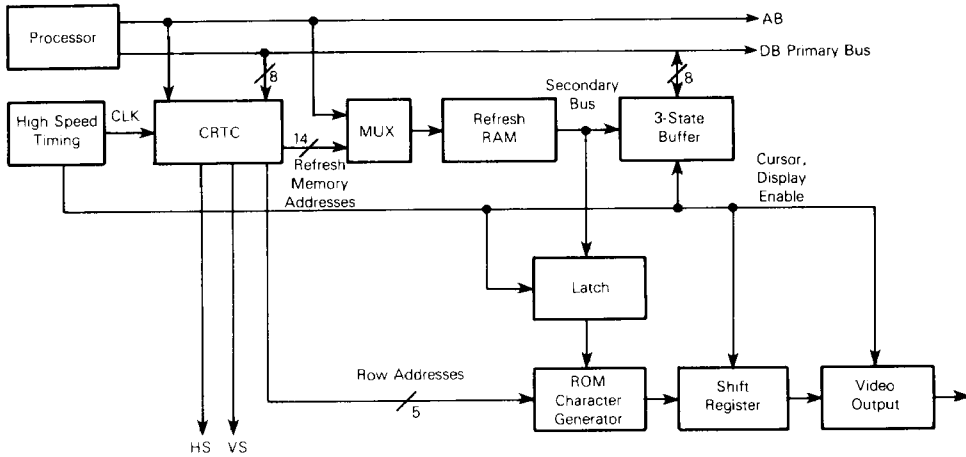 Processor
AB
DB Primary Bus
8
8
Secondary
Bus
High Speed
Timing
CLK
CRTC
14
Refresh
Memory
Addresses
MUX
Refresh
RAM
3-State
Buffer
Cursor,
Display
Enable
Latch
Row Addresses
5
ROM
Character
Generator
Shift
Register
Video
Output
HS
VS